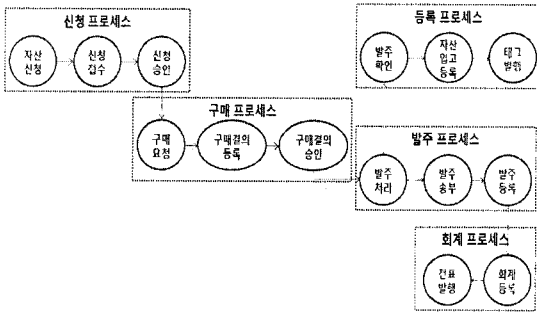 신청 프로세스
자산
신청
신청
접수
신청
승인
구매 프로세스
구매
요청
구매결의
등록
구매결의
승인
등록 프로세스
발주
확인
자산
입고
등록
태그
발행
발주 프로세스
발주
처리
발주
송부
발주
등록
회계 프로세스
전표
발행
회계
등록